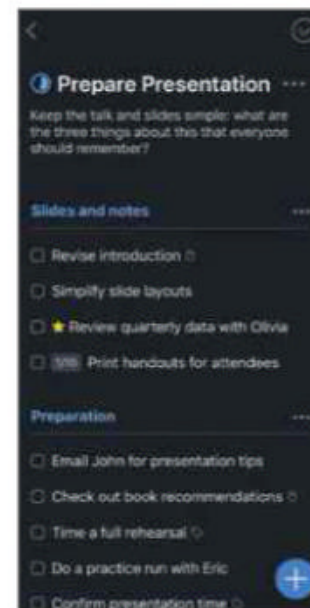 Prepare Presentation
Keep the talk and slides simple: what are
the three things about this that everyone
should remember?
Slides and notes
Revise introduction
Simplify slide layouts
Review quarterly data with Olivia
Print handouts for attendees
Preparation
Email John for presentation tips
Check out book recommendations
Time a full rehearsal
Do a practice run with Eric
Confirm presentation time